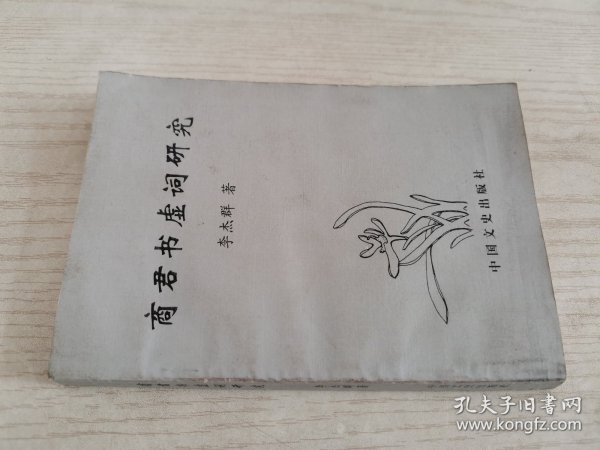 商君书虚词研究
李杰群 著
中国文史出版社
孔夫子旧书网
www.kongfz.com